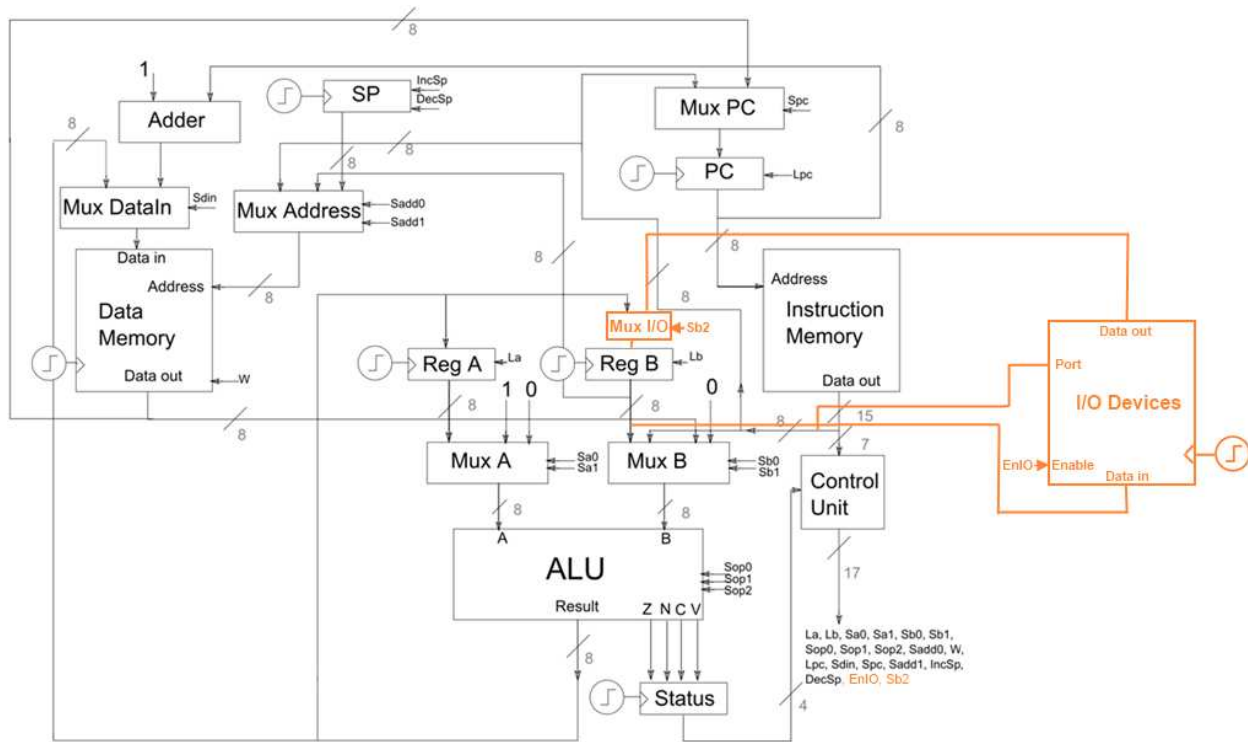 8
1
SP
IncSp
DecSp
Adder
8
8
8
Mux PC
Spc
8
PC
Lpc
Mux DataIn
Sdin
Mux Address
Sadd0
Sadd1
8
8
8
8
Data in
Address
Data
Memory
Data out
W
Address
Instruction
Memory
Data out
Mux I/O
Sb2
Reg A
La
Reg B
Lb
Data out
Port
I/O Devices
EnIO
Enable
Data in
8
8
1 0
8
0
8
15
7
Mux A
Sa0
Sa1
Mux B
Sb0
Sb1
Control
Unit
8
8
A
B
ALU
Sop0
Sop1
Sop2
Result
Z N C V
17
8
La, Lb, Sa0, Sa1, Sb0, Sb1,
Sop0, Sop1, Sop2, Sadd0, W,
Lpc, Sdin, Spc, Sadd1, IncSp,
DecSp, EnIO, Sb2
Status
4